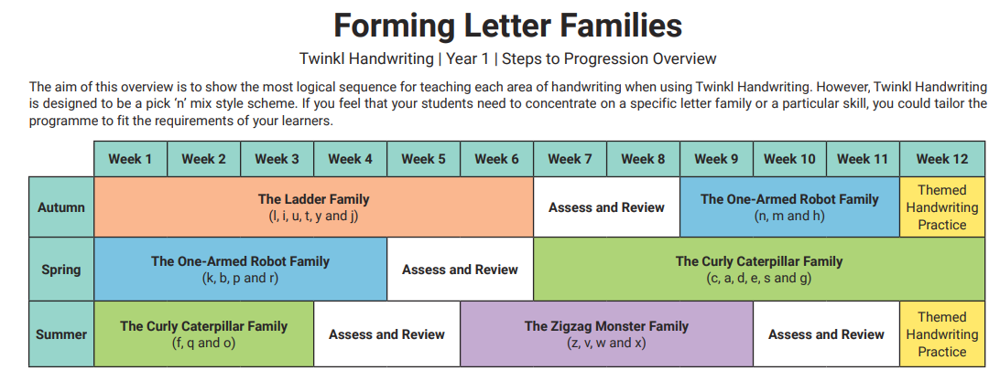 Forming Letter Families
Twinkl Handwriting | Year 1 | Steps to Progression Overview
The aim of this overview is to show the most logical sequence for teaching each area of handwriting when using Twinkl Handwriting. However, Twinkl Handwriting
is designed to be a pick ‘n’ mix style scheme. If you feel that your students need to concentrate on a specific letter family or a particular skill, you could tailor the
programme to fit the requirements of your learners.
Week 1 Week 2 Week 3 Week 4 Week 5 Week 6 Week 7 Week 8 Week 9 Week 10 Week 11 Week 12
Autumn
The Ladder Family
(l, i, u, t, y and j)
Assess and Review
The One-Armed Robot Family
(n, m and h)
Themed
Handwriting
Practice
Spring
The One-Armed Robot Family
(k, b, p and r)
Assess and Review
The Curly Caterpillar Family
(c, a, d, e, s and g)
Summer
The Curly Caterpillar Family
(f, q and o)
Assess and Review
The Zigzag Monster Family
(z, v, w and x)
Assess and Review
Themed
Handwriting
Practice